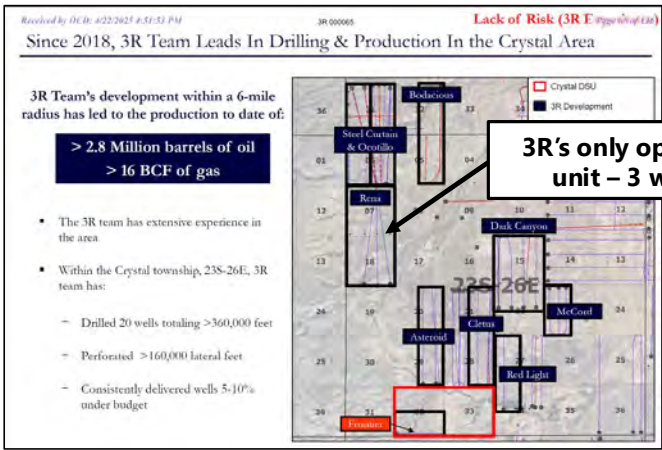 Received by OCD: 4/22/2025 4:51:53 PM
3R 000065
Lack of Risk (3R E
Since 2018, 3R Team Leads In Drilling & Production In the Crystal Area
3R Team's development within a 6-mile
radius has led to the production to date of:
> 2.8 Million barrels of oil
> 16 BCF of gas
▪ The 3R team has extensive experience in
the area
▪ Within the Crystal township, 23S-26E, 3R
team has:
− Drilled 20 wells totaling >360,000 feet
− Perforated >160,000 lateral feet
− Consistently delivered wells 5-10%
under budget
Crystal DSU
3R Development
Bodacious
Steel Curtain
& Ocotillo
3R's only op
unit – 3 w
Rena
Dark Canyon
23S-26E
McCord
Asteroid
Cletus
Red Light
Frontier
36
33
01
04
12
07
09
10
11
12
13
18
15
14
13
24
24
25
30
26
25
36
31
33
35
36